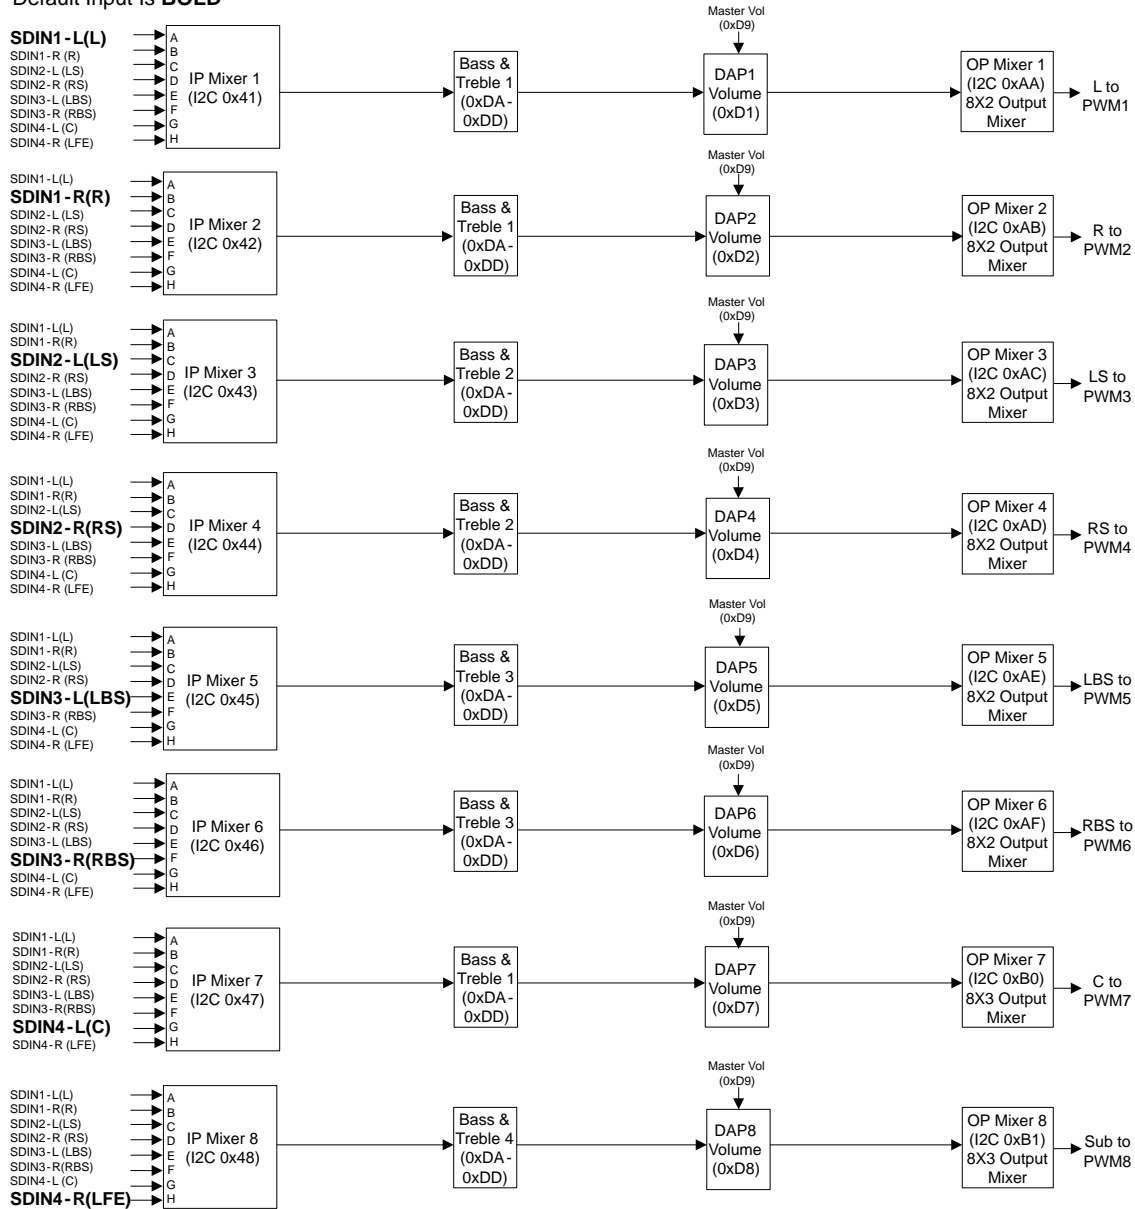 Default Input is BOLD
SDIN1-L(L)
SDIN1-R (R)
SDIN2-L (LS)
SDIN2-R (RS)
SDIN3-L (LBS)
SDIN3-R (RBS)
SDIN4-L (C)
SDIN4-R (LFE)
A
B
C
D
E
F
G
H
IP Mixer 1
(I2C 0x41)
Bass &
Treble 1
(0xDA-
0xDD)
Master Vol
(0xD9)
DAP1
Volume
(0xD1)
OP Mixer 1
(I2C 0xAA)
8X2 Output
Mixer
L to
PWM1
SDIN1-L(L)
SDIN1-R(R)
SDIN2-L (LS)
SDIN2-R (RS)
SDIN3-L (LBS)
SDIN3-R (RBS)
SDIN4-L (C)
SDIN4-R (LFE)
A
B
C
D
E
F
G
H
IP Mixer 2
(I2C 0x42)
Bass &
Treble 1
(0xDA-
0xDD)
Master Vol
(0xD9)
DAP2
Volume
(0xD2)
OP Mixer 2
(I2C 0xAB)
8X2 Output
Mixer
R to
PWM2
SDIN1-L(L)
SDIN1-R(R)
SDIN2-L(LS)
SDIN2-R (RS)
SDIN3-L (LBS)
SDIN3-R (RBS)
SDIN4-L (C)
SDIN4-R (LFE)
A
B
C
D
E
F
G
H
IP Mixer 3
(I2C 0x43)
Bass &
Treble 2
(0xDA-
0xDD)
Master Vol
(0xD9)
DAP3
Volume
(0xD3)
OP Mixer 3
(I2C 0xAC)
8X2 Output
Mixer
LS to
PWM3
SDIN1-L(L)
SDIN1-R(R)
SDIN2-L(LS)
SDIN2-R(RS)
SDIN3-L (LBS)
SDIN3-R (RBS)
SDIN4-L (C)
SDIN4-R (LFE)
A
B
C
D
E
F
G
H
IP Mixer 4
(I2C 0x44)
Bass &
Treble 2
(0xDA-
0xDD)
Master Vol
(0xD9)
DAP4
Volume
(0xD4)
OP Mixer 4
(I2C 0xAD)
8X2 Output
Mixer
RS to
PWM4
SDIN1-L(L)
SDIN1-R(R)
SDIN2-L(LS)
SDIN2-R (RS)
SDIN3-L(LBS)
SDIN3-R (RBS)
SDIN4-L (C)
SDIN4-R (LFE)
A
B
C
D
E
F
G
H
IP Mixer 5
(I2C 0x45)
Bass &
Treble 3
(0xDA-
0xDD)
Master Vol
(0xD9)
DAP5
Volume
(0xD5)
OP Mixer 5
(I2C 0xAE)
8X2 Output
Mixer
LBS to
PWM5
SDIN1-L(L)
SDIN1-R(R)
SDIN2-L(LS)
SDIN2-R (RS)
SDIN3-L (LBS)
SDIN3-R(RBS)
SDIN4-L (C)
SDIN4-R (LFE)
A
B
C
D
E
F
G
H
IP Mixer 6
(I2C 0x46)
Bass &
Treble 3
(0xDA-
0xDD)
Master Vol
(0xD9)
DAP6
Volume
(0xD6)
OP Mixer 6
(I2C 0xAF)
8X2 Output
Mixer
RBS to
PWM6
SDIN1-L(L)
SDIN1-R(R)
SDIN2-L(LS)
SDIN2-R (RS)
SDIN3-L (LBS)
SDIN3-R(RBS)
SDIN4-L(C)
SDIN4-R (LFE)
A
B
C
D
E
F
G
H
IP Mixer 7
(I2C 0x47)
Bass &
Treble 1
(0xDA-
0xDD)
Master Vol
(0xD9)
DAP7
Volume
(0xD7)
OP Mixer 7
(I2C 0xB0)
8X3 Output
Mixer
C to
PWM7
SDIN1-L(L)
SDIN1-R(R)
SDIN2-L(LS)
SDIN2-R (RS)
SDIN3-L (LBS)
SDIN3-R(RBS)
SDIN4-L (C)
SDIN4-R(LFE)
A
B
C
D
E
F
G
H
IP Mixer 8
(I2C 0x48)
Bass &
Treble 4
(0xDA-
0xDD)
Master Vol
(0xD9)
DAP8
Volume
(0xD8)
OP Mixer 8
(I2C 0xB1)
8X3 Output
Mixer
Sub to
PWM8